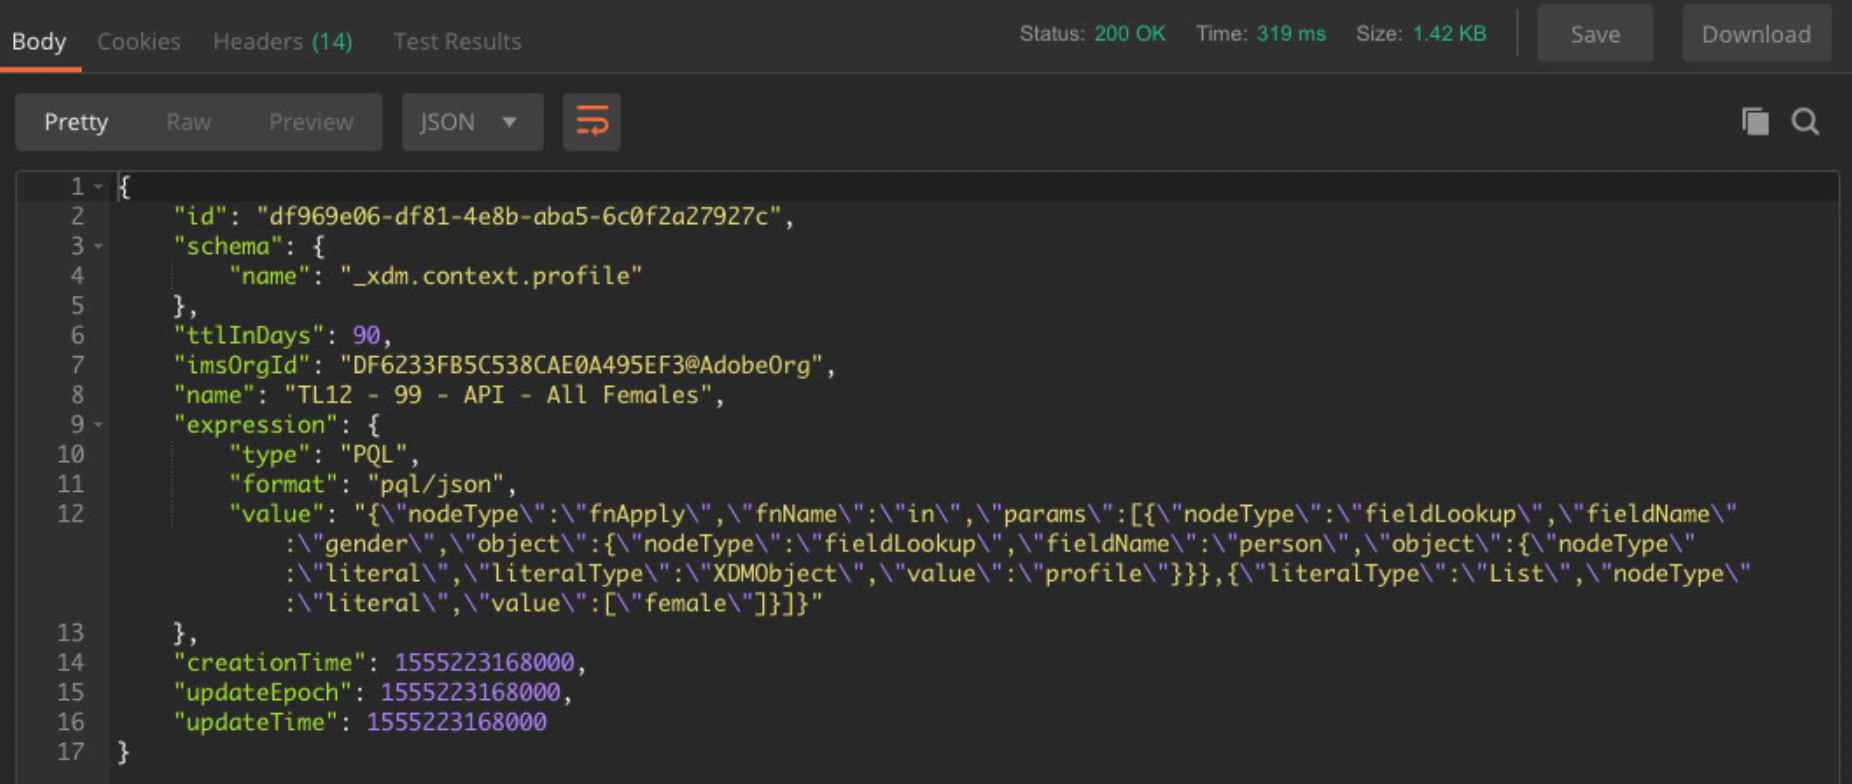 Body Cookies Headers (14) Test Results Status: 200 OK Time: 319 ms Size: 1.42 KB Save Download
Pretty Raw Preview JSON
1 {
2 "id": "df969e06-df81-4e8b-aba5-6c0f2a27927c",
3 "schema": {
4 "name": "_xdm.context.profile"
5 },
6 "ttlInDays": 90,
7 "imsOrgId": "DF6233FB5C538CAE0A495EF3@AdobeOrg",
8 "name": "TL12 - 99 - API - All Females",
9 "expression": {
10 "type": "PQL",
11 "format": "pql/json",
12 "value": "{\"nodeType\":\"fnApply\",\"fnName\":\"in\",\"params\":[{\"nodeType\":\"fieldLookup\",\"fieldName\"
:\"gender\",\"object\":{\"nodeType\":\"fieldLookup\",\"fieldName\":\"person\",\"object\":{\"nodeType\"
:\"literal\",\"literalType\":\"XDMObject\",\"value\":\"profile\"}}},{\"literalType\":\"List\",\"nodeType\"
:\"literal\",\"value\":[\"female\"]}]}"
13 },
14 "creationTime": 1555223168000,
15 "updateEpoch": 1555223168000,
16 "updateTime": 1555223168000
17 }